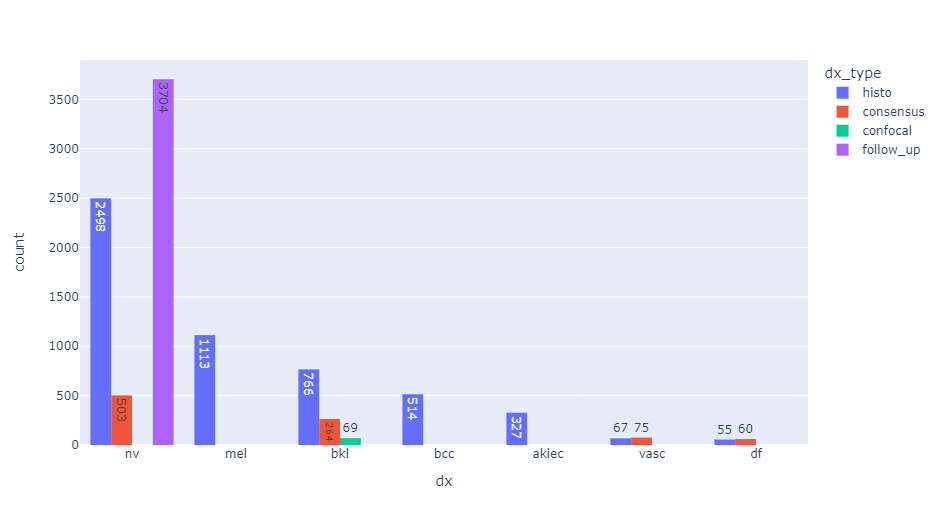 dx_type
histo
consensus
confocal
follow_up
count
3500
3000
2500
2000
1500
1000
500
0
2498
503
3704
1113
766
264
69
514
327
67
75
55
60
nv
mel
bkl
bcc
akiec
vasc
df
dx